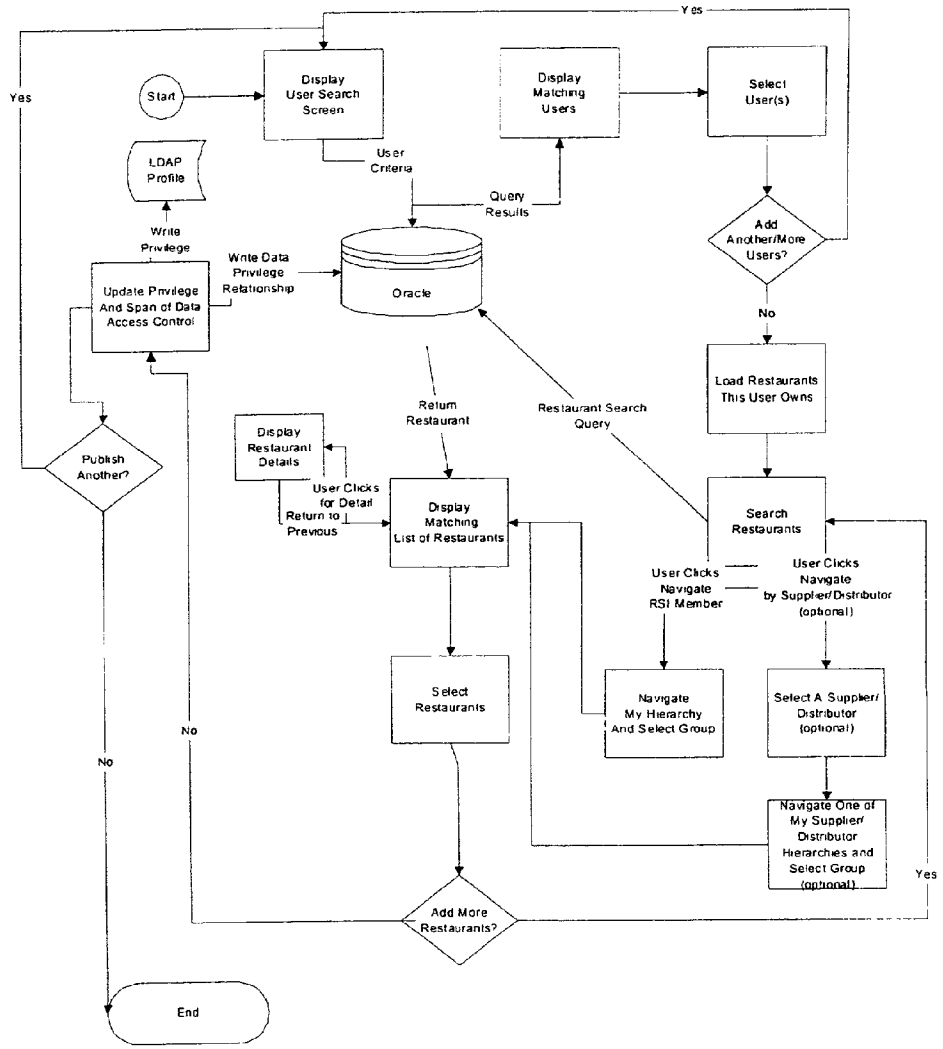 Yes
Yes
Start
Display
User Search
Screen
Display
Matching
Users
Select
User(s)
User
Criteria
LDAP
Profile
Query
Results
Write
Privilege
Add
Another/More
Users?
Write Data
Privilege
Relationship
Update Privilege
And Span of Data
Access Control
Oracle
No
Load Restaurants
This User Owns
Return
Restaurant
Restaurant Search
Query
Display
Restaurant
Details
Publish
Another?
User Clicks
for Detail
Return to
Previous
Display
Matching
List of Restaurants
Search
Restaurants
User Clicks
Navigate
RSI Member
User Clicks
Navigate
by Supplier/Distributor
(optional)
Select
Restaurants
Navigate
My Hierarchy
And Select Group
Select A Supplier/
Distributor
(optional)
No
No
Navigate One of
My Supplier/
Distributor
Hierarchies and
Select Group
(optional)
Yes
Add More
Restaurants?
End